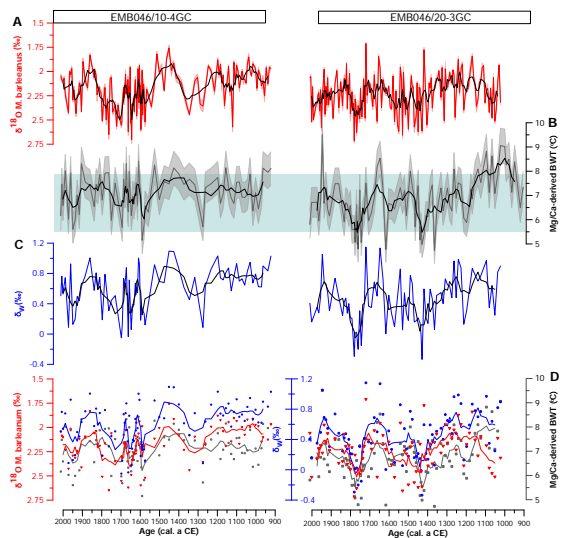 EMB046/10-4GC
EMB046/20-3GC
A
1.5
1.75
2
2.25
2.5
2.75
δ18O M. barleeanus (‰)
B
10
9
8
7
6
5
Mg/Ca-derived BWT (ºC)
C
1.2
0.8
0.4
0
-0.4
δw(‰)
D
1.5
1.75
2
2.25
2.5
2.75
δ18O M. barleeanum (‰)
1.2
0.8
0.4
0
-0.4
δw(‰)
10
9
8
7
6
5
Mg/Ca-derived BWT (ºC)
2000 1900 1800 1700 1600 1500 1400 1300 1200 1100 1000 900
Age (cal. a CE)
2000 1900 1800 1700 1600 1500 1400 1300 1200 1100 1000 900
Age (cal. a CE)